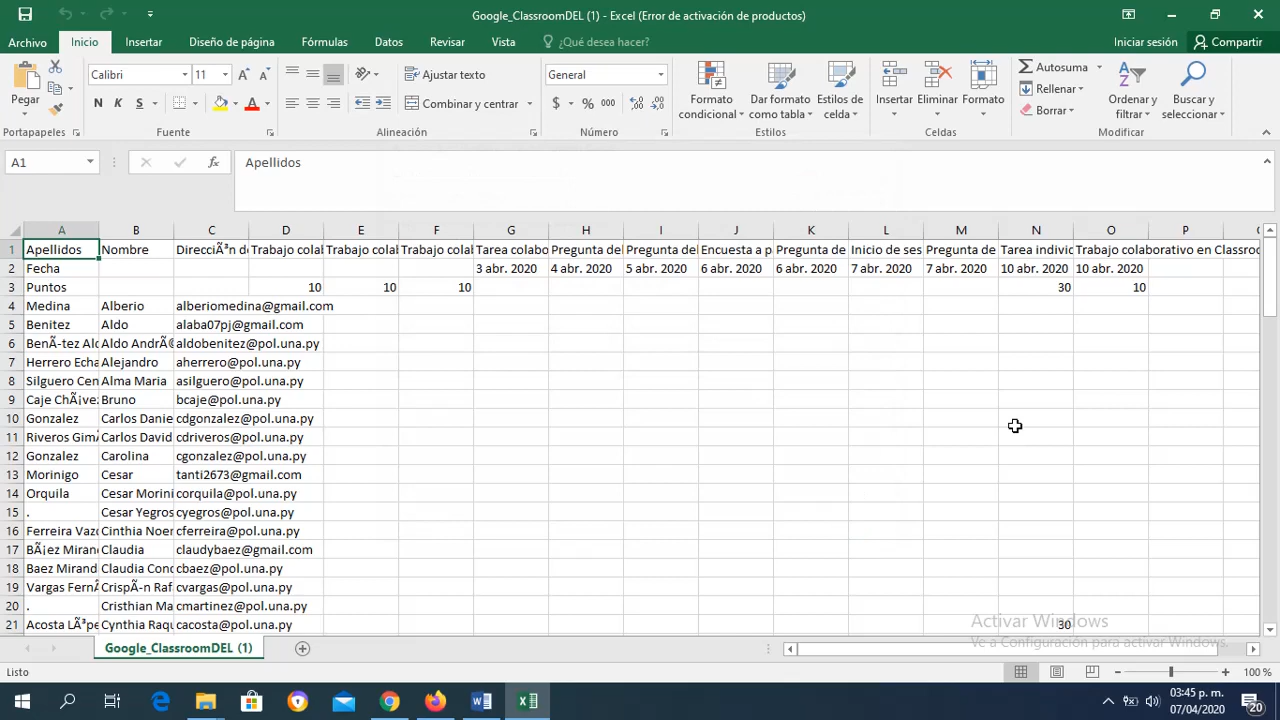 Google_ClassroomDEL (1) - Excel (Error de activación de productos)
Archivo Inicio Insertar Diseño de página Fórmulas Datos Revisar Vista ¿Qué desea hacer? Iniciar sesión Compartir
Calibri 11 Ajustar texto General Autosuma
Pegar N K S Combinar y centrar $ % 000 Formato condicional Dar formato como tabla Estilos de celda Insertar Eliminar Formato Rellenar Borrar Ordenar y filtrar Buscar y seleccionar
Portapapeles Fuente Alineación Número Estilos Celdas Modificar
A1 fx Apellidos
A B C D E F G H I J K L M N O P Q
1 Apellidos Nombre DirecciÃ³n de Trabajo colab Trabajo colab Trabajo colab Tarea colabo Pregunta del Pregunta del Encuesta a p Pregunta de Inicio de ses Pregunta de Tarea individ Trabajo colaborativo en Classroo
2 Fecha 3 abr. 2020 4 abr. 2020 5 abr. 2020 6 abr. 2020 6 abr. 2020 7 abr. 2020 7 abr. 2020 10 abr. 2020 10 abr. 2020
3 Puntos 10 10 10 30 10
4 Medina Alberio alberiomedina@gmail.com
5 Benitez Aldo alaba07pj@gmail.com
6 BenÃ-tez Aldo AndrÃ© aldobenitez@pol.una.py
7 Herrero Echa Alejandro aherrero@pol.una.py
8 Silguero Cen Alma Maria asilguero@pol.una.py
9 Caje ChÃ¡vez Bruno bcaje@pol.una.py
10 Gonzalez Carlos Danie cdgonzalez@pol.una.py
11 Riveros GimÃ Carlos David cdriveros@pol.una.py
12 Gonzalez Carolina cgonzalez@pol.una.py
13 Morinigo Cesar tanti2673@gmail.com
14 Orquila Cesar Morini corquila@pol.una.py
15 . Cesar Yegros cyegros@pol.una.py
16 Ferreira Vazq Cinthia Noer cferreira@pol.una.py
17 BÃ¡ez Miran Claudia claudybaez@gmail.com
18 Baez Mirand Claudia Conc cbaez@pol.una.py
19 Vargas FernÃ CrispÃ-n Raf cvargas@pol.una.py
20 . Cristhian Ma cmartinez@pol.una.py
21 Acosta LÃ³pe Cynthia Raqu cacosta@pol.una.py 30
Activar Windows
Ve a Configuración para activar Windows.
Google_ClassroomDEL (1)
Listo 100 %
03:45 p. m.
07/04/2020
20